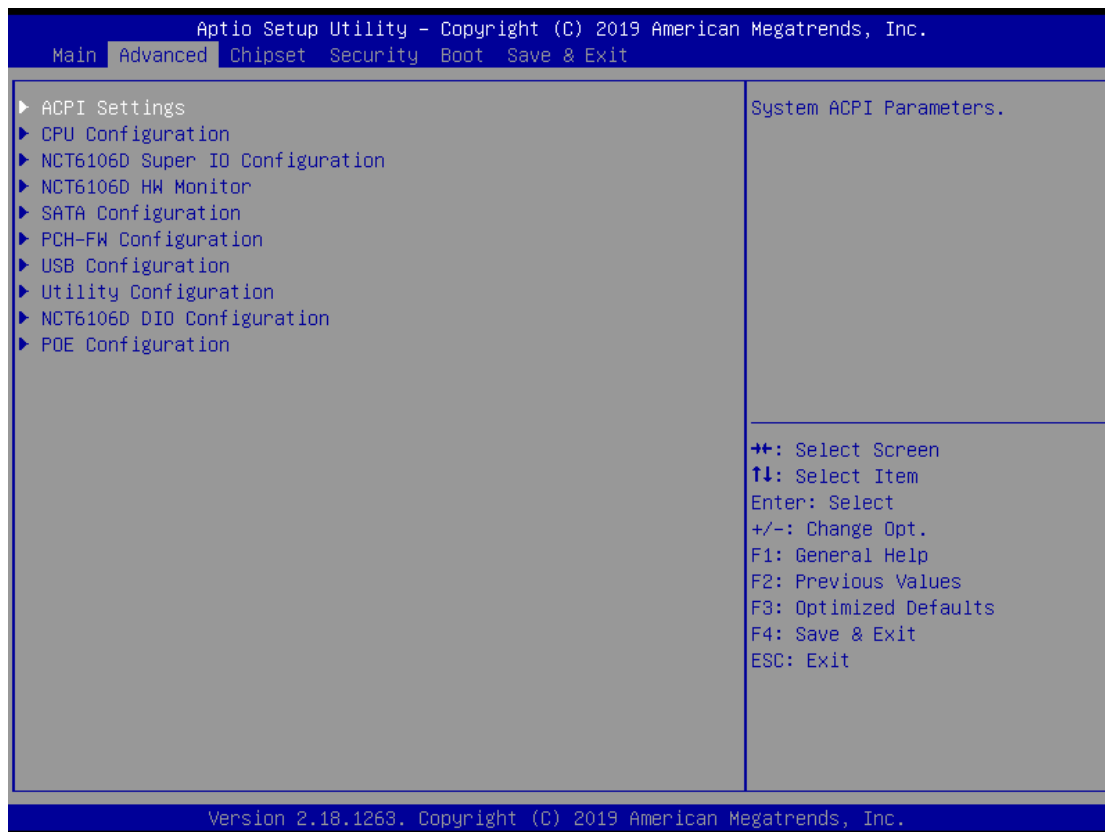 Aptio Setup Utility – Copyright (C) 2019 American Megatrends, Inc.
Main Advanced Chipset Security Boot Save & Exit
▶ ACPI Settings
▶ CPU Configuration
▶ NCT6106D Super IO Configuration
▶ NCT6106D HW Monitor
▶ SATA Configuration
▶ PCH-FW Configuration
▶ USB Configuration
▶ Utility Configuration
▶ NCT6106D DIO Configuration
▶ POE Configuration
System ACPI Parameters.
→←: Select Screen
↑↓: Select Item
Enter: Select
+/-: Change Opt.
F1: General Help
F2: Previous Values
F3: Optimized Defaults
F4: Save & Exit
ESC: Exit
Version 2.18.1263. Copyright (C) 2019 American Megatrends, Inc.